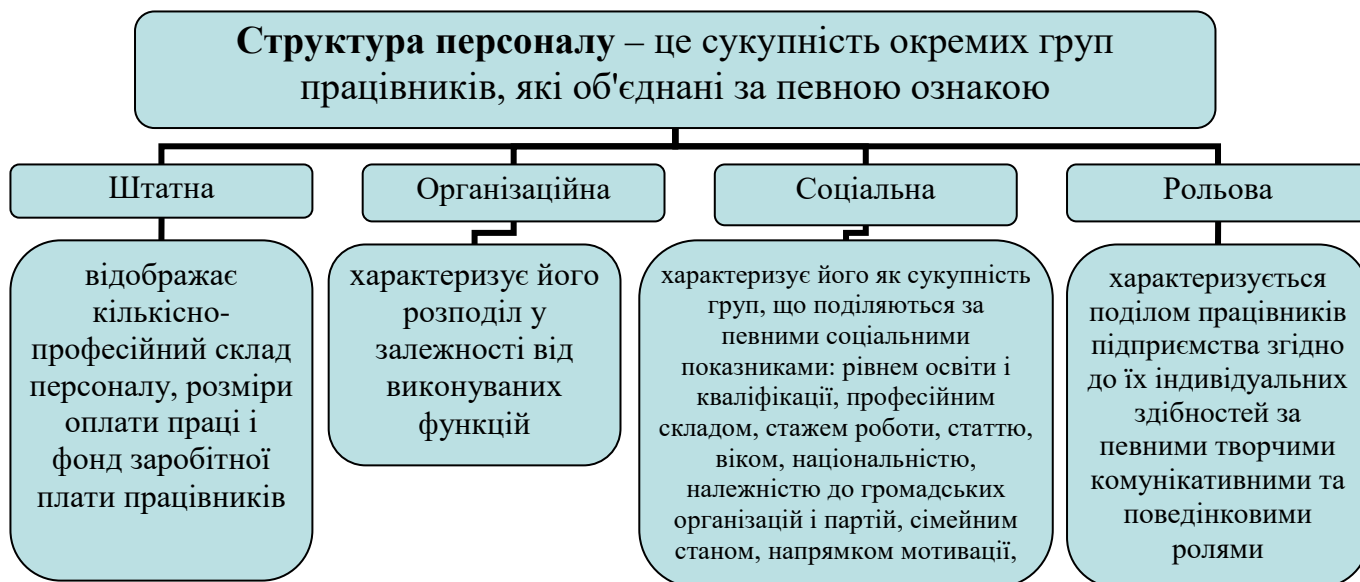 Структура персоналу – це сукупність окремих груп
працівників, які об'єднані за певною ознакою
Штатна
Організаційна
Соціальна
Рольова
відображає
кількісно-
професійний склад
персоналу, розміри
оплати праці і
фонд заробітної
плати працівників
характеризує його
розподіл у
залежності від
виконуваних
функцій
характеризує його як сукупність
груп, що поділяються за
певними соціальними
показниками: рівнем освіти і
кваліфікації, професійним
складом, стажем роботи, статтю,
віком, національністю,
належністю до громадських
організацій і партій, сімейним
станом, напрямком мотивації,
характеризується
поділом працівників
підприємства згідно
до їх індивідуальних
здібностей за
певними творчими
комунікативними та
поведінковими
ролями